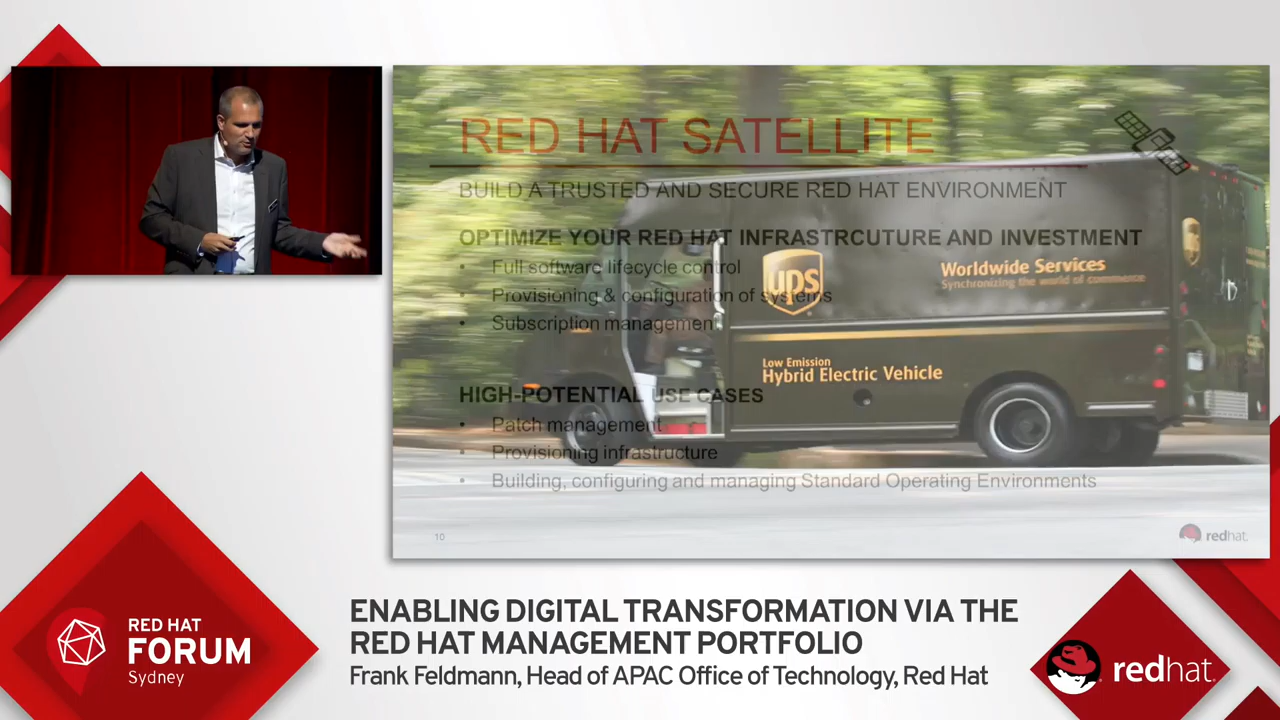 RED HAT SATELLITE
BUILD A TRUSTED AND SECURE RED HAT ENVIRONMENT
OPTIMIZE YOUR RED HAT INFRASTRCUTURE AND INVESTMENT
• Full software lifecycle control
• Provisioning & configuration of systems
• Subscription management
ups
Worldwide Services
Synchronizing the world of commerce
Low Emission
Hybrid Electric Vehicle
ups
HIGH-POTENTIAL USE CASES
• Patch management
• Provisioning infrastructure
• Building, configuring and managing Standard Operating Environments
10
redhat.
RED HAT
FORUM
Sydney
ENABLING DIGITAL TRANSFORMATION VIA THE
RED HAT MANAGEMENT PORTFOLIO
Frank Feldmann, Head of APAC Office of Technology, Red Hat
redhat.